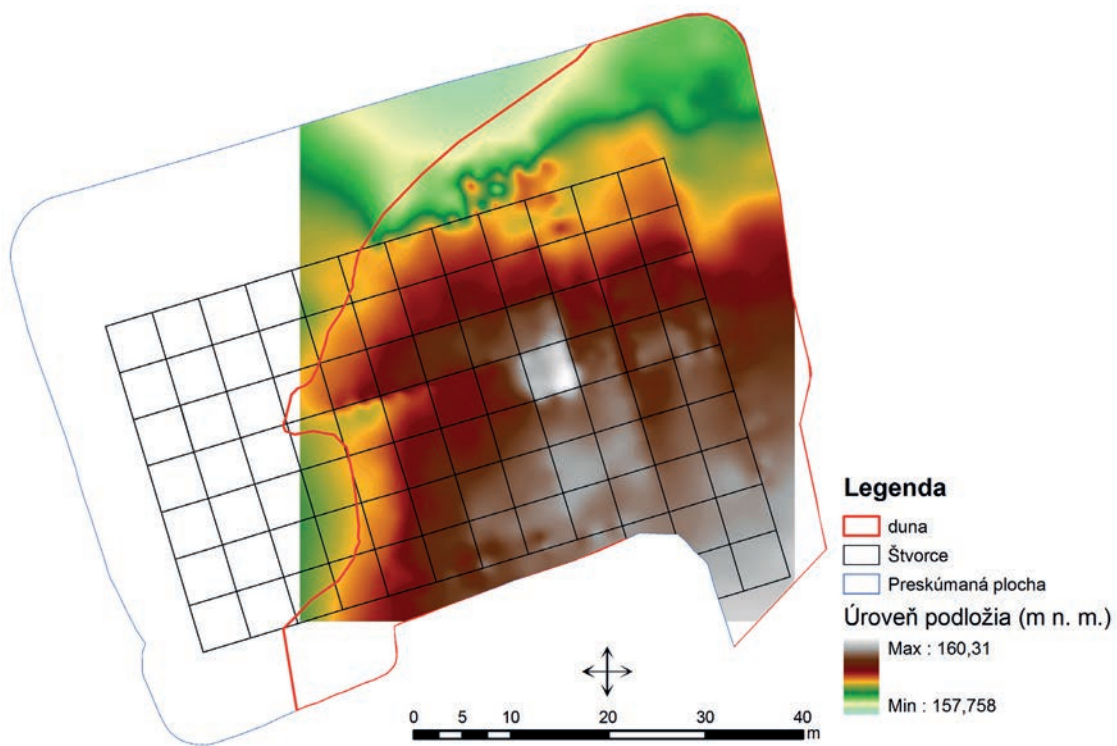 Legenda
duna
Štvorce
Preskúmaná plocha
Úroveň podložia (m n. m.)
Max : 160,31
Min : 157,758
0 5 10 20 30 40
m